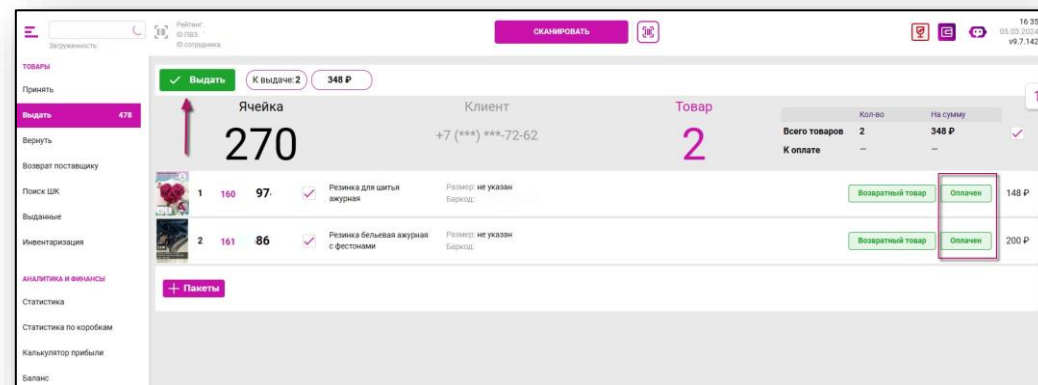 Загруженность:
Рейтинг:
ID ПВЗ:
ID сотрудника:
СКАНИРОВАТЬ
16 35
05.03.2024
v9.7.142
ТОВАРЫ
Принять
Выдать 478
Вернуть
Возврат поставщику
Поиск ШК
Выданные
Инвентаризация
АНАЛИТИКА И ФИНАНСЫ
Статистика
Статистика по коробкам
Калькулятор прибыли
Баланс
Выдать К выдаче: 2 348 ₽
1
Ячейка Клиент Товар
270 +7 (***) ***-72-62 2
Кол-во На сумму
Всего товаров 2 348 ₽
К оплате – –
1 160 97 Резинка для шитья ажурная Размер: не указан Баркод: Возвратный товар Оплачен 148 ₽
2 161 86 Резинка бельевая ажурная с фестонами Размер: не указан Баркод: Возвратный товар Оплачен 200 ₽
+ Пакеты